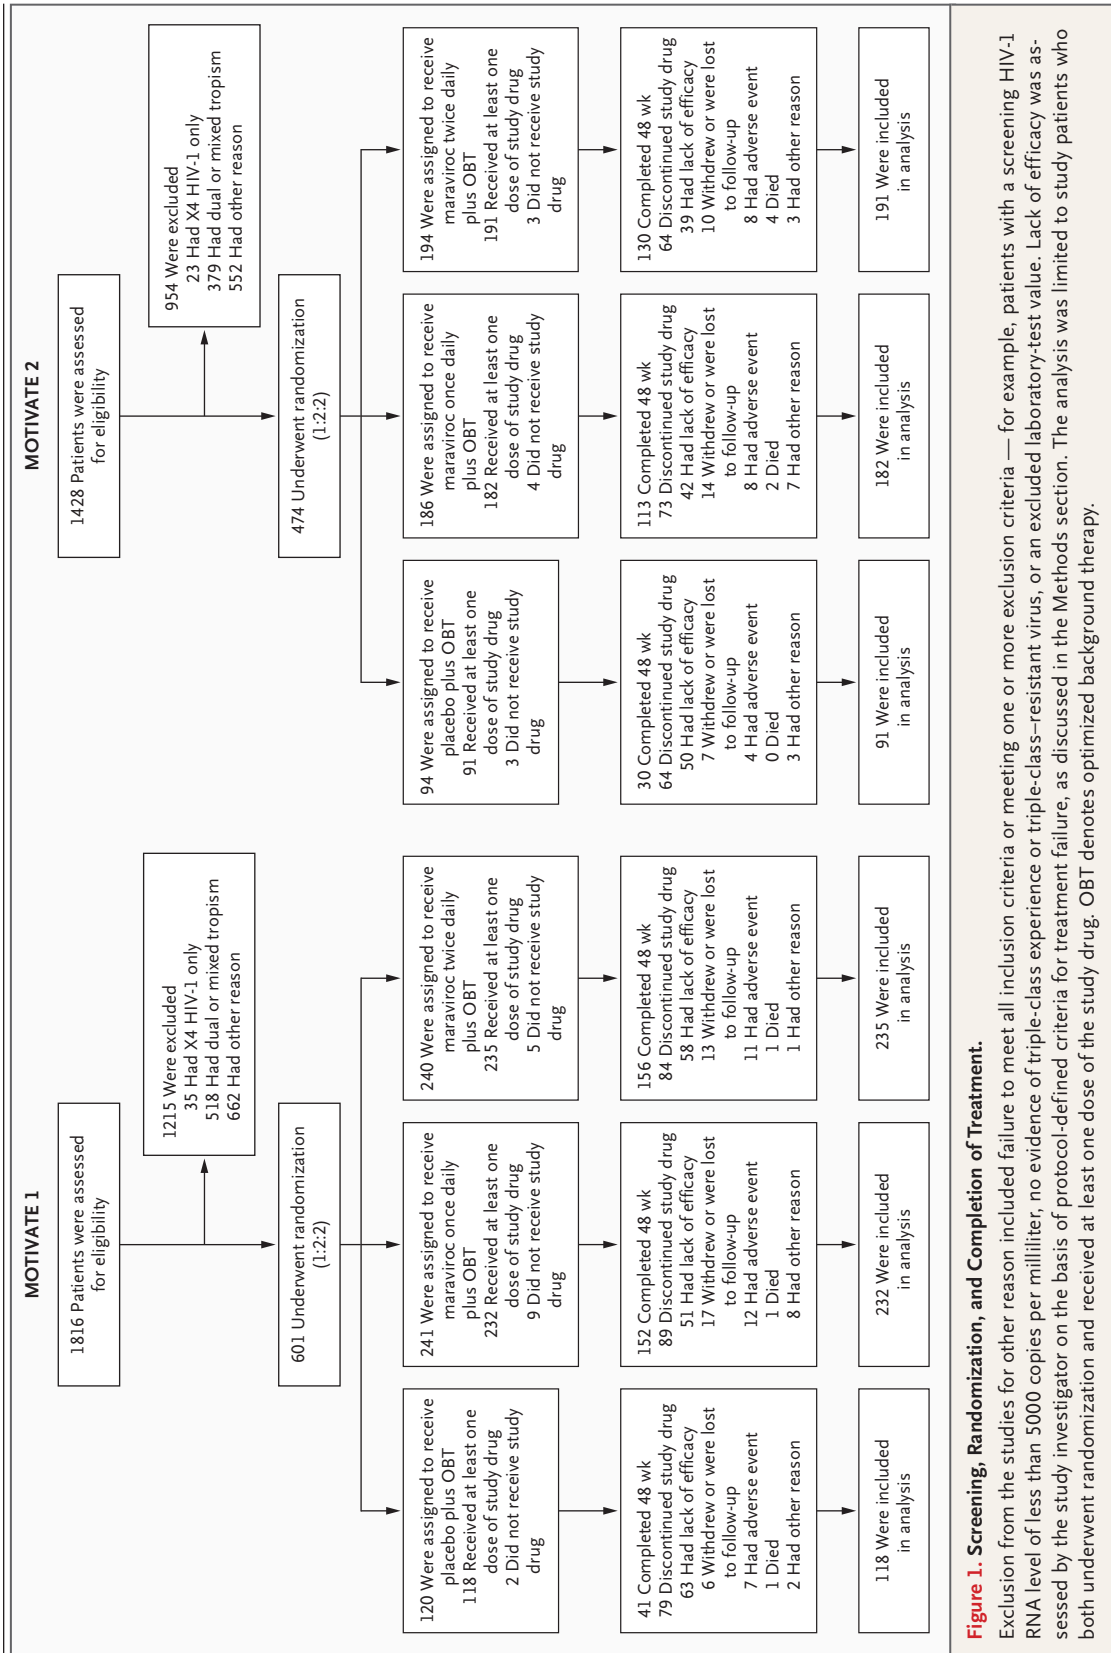 MOTIVATE 1
1816 Patients were assessed
for eligibility
1215 Were excluded
35 Had X4 HIV-1 only
518 Had dual or mixed tropism
662 Had other reason
601 Underwent randomization
(1:2:2)
120 Were assigned to receive
placebo plus OBT
118 Received at least one
dose of study drug
2 Did not receive study
drug
241 Were assigned to receive
maraviroc once daily
plus OBT
232 Received at least one
dose of study drug
9 Did not receive study
drug
240 Were assigned to receive
maraviroc twice daily
plus OBT
235 Received at least one
dose of study drug
5 Did not receive study
drug
41 Completed 48 wk
79 Discontinued study drug
63 Had lack of efficacy
6 Withdrew or were lost
to follow-up
7 Had adverse event
1 Died
2 Had other reason
152 Completed 48 wk
89 Discontinued study drug
51 Had lack of efficacy
17 Withdrew or were lost
to follow-up
12 Had adverse event
1 Died
8 Had other reason
156 Completed 48 wk
84 Discontinued study drug
58 Had lack of efficacy
13 Withdrew or were lost
to follow-up
11 Had adverse event
1 Died
1 Had other reason
118 Were included
in analysis
232 Were included
in analysis
235 Were included
in analysis
MOTIVATE 2
1428 Patients were assessed
for eligibility
954 Were excluded
23 Had X4 HIV-1 only
379 Had dual or mixed tropism
552 Had other reason
474 Underwent randomization
(1:2:2)
94 Were assigned to receive
placebo plus OBT
91 Received at least one
dose of study drug
3 Did not receive study
drug
186 Were assigned to receive
maraviroc once daily
plus OBT
182 Received at least one
dose of study drug
4 Did not receive study
drug
194 Were assigned to receive
maraviroc twice daily
plus OBT
191 Received at least one
dose of study drug
3 Did not receive study
drug
30 Completed 48 wk
64 Discontinued study drug
50 Had lack of efficacy
7 Withdrew or were lost
to follow-up
4 Had adverse event
0 Died
3 Had other reason
113 Completed 48 wk
73 Discontinued study drug
42 Had lack of efficacy
14 Withdrew or were lost
to follow-up
8 Had adverse event
2 Died
7 Had other reason
130 Completed 48 wk
64 Discontinued study drug
39 Had lack of efficacy
10 Withdrew or were lost
to follow-up
8 Had adverse event
4 Died
3 Had other reason
91 Were included
in analysis
182 Were included
in analysis
191 Were included
in analysis
Figure 1. Screening, Randomization, and Completion of Treatment.
Exclusion from the studies for other reason included failure to meet all inclusion criteria or meeting one or more exclusion criteria — for example, patients with a screening HIV-1
RNA level of less than 5000 copies per milliliter, no evidence of triple-class experience or triple-class–resistant virus, or an excluded laboratory-test value. Lack of efficacy was as-
sessed by the study investigator on the basis of protocol-defined criteria for treatment failure, as discussed in the Methods section. The analysis was limited to study patients who
both underwent randomization and received at least one dose of the study drug. OBT denotes optimized background therapy.